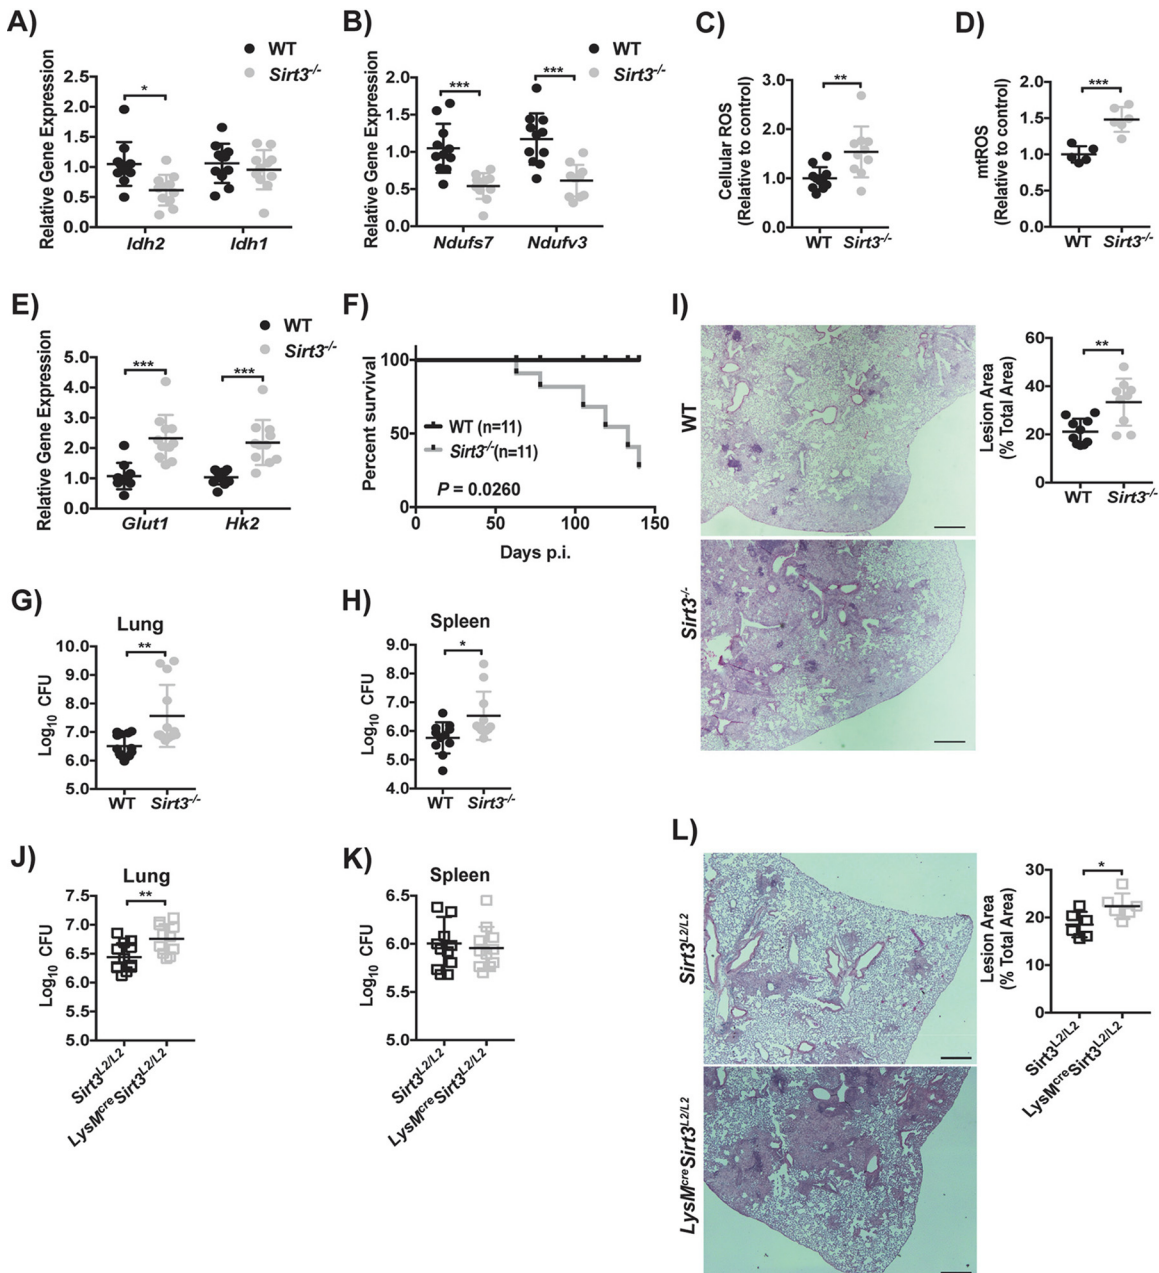 A)
WT
Sirt3-/-
Relative Gene Expression
2.5
2.0
1.5
1.0
0.5
0.0
*
Idh2
Idh1
B)
WT
Sirt3-/-
Relative Gene Expression
2.0
1.5
1.0
0.5
0.0
***
***
Ndufs7
Ndufv3
C)
Cellular ROS
(Relative to control)
3.0
2.0
1.0
0.0
**
WT
Sirt3-/-
D)
mtROS
(Relative to control)
2.0
1.5
1.0
0.5
0.0
***
WT
Sirt3-/-
E)
WT
Sirt3-/-
Relative Gene Expression
5.0
4.0
3.0
2.0
1.0
0.0
***
***
Glut1
Hk2
F)
Percent survival
100
50
0
WT (n=11)
Sirt3-/-(n=11)
P = 0.0260
0
50
100
150
Days p.i.
I)
WT
Sirt3-/-
Lesion Area
(% Total Area)
60
40
20
0
**
WT
Sirt3-/-
G)
Lung
Log10 CFU
10.0
9.0
8.0
7.0
6.0
5.0
**
WT
Sirt3-/-
H)
Spleen
Log10 CFU
9.0
8.0
7.0
6.0
5.0
4.0
*
WT
Sirt3-/-
J)
Lung
Log10 CFU
7.5
7.0
6.5
6.0
5.5
5.0
**
Sirt3L2/L2
LysMcreSirt3L2/L2
K)
Spleen
Log10 CFU
6.5
6.0
5.5
5.0
Sirt3L2/L2
LysMcreSirt3L2/L2
L)
Sirt3L2/L2
LysMcreSirt3L2/L2
Lesion Area
(% Total Area)
30
20
10
0
*
Sirt3L2/L2
LysMcreSirt3L2/L2